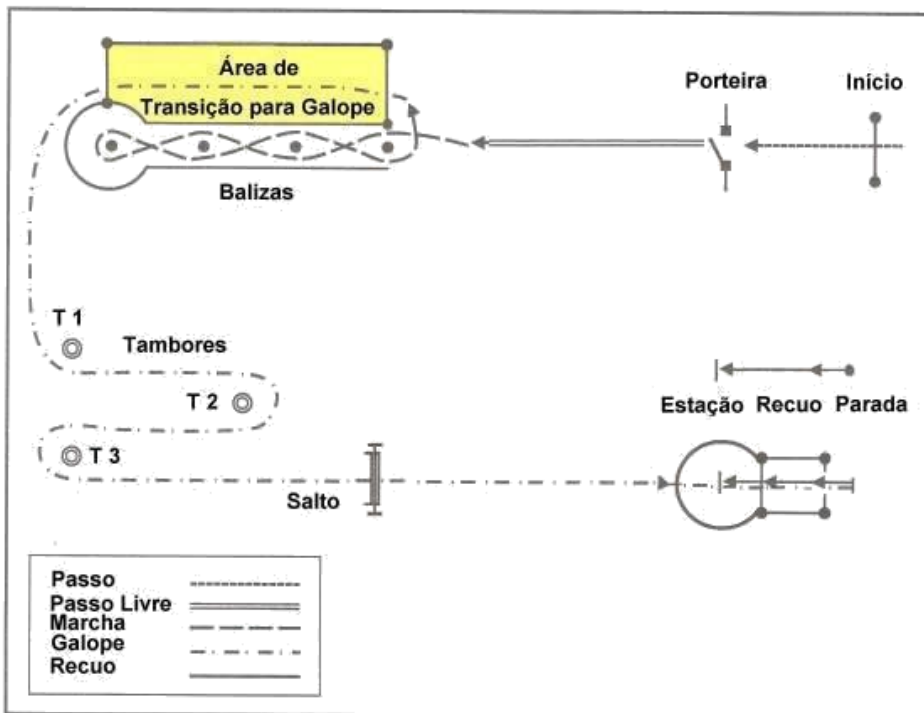 Área de
Transição para Galope
Porteira
Início
Balizas
T 1
Tambores
T 2
T 3
Salto
Estação Recuo Parada
Passo
Passo Livre
Marcha
Galope
Recuo